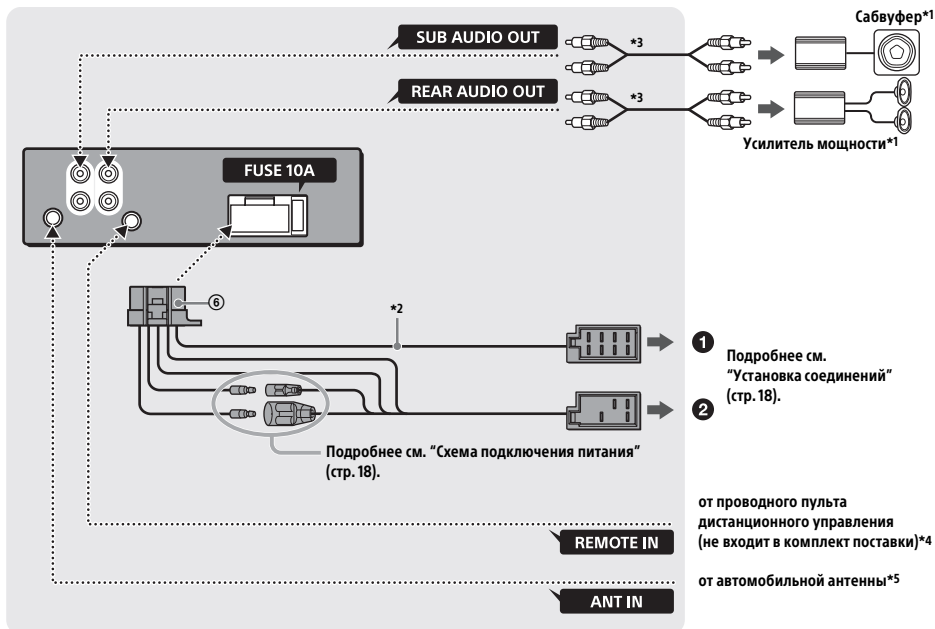 Сабвуфер*1
SUB AUDIO OUT
*3
REAR AUDIO OUT
*3
Усилитель мощности*1
FUSE 10A
⑥
*2
❶
Подробнее см.
“Установка соединений”
(стр. 18).
❷
Подробнее см. “Схема подключения питания”
(стр. 18).
от проводного пульта
дистанционного управления
(не входит в комплект поставки)*4
REMOTE IN
от автомобильной антенны*5
ANT IN